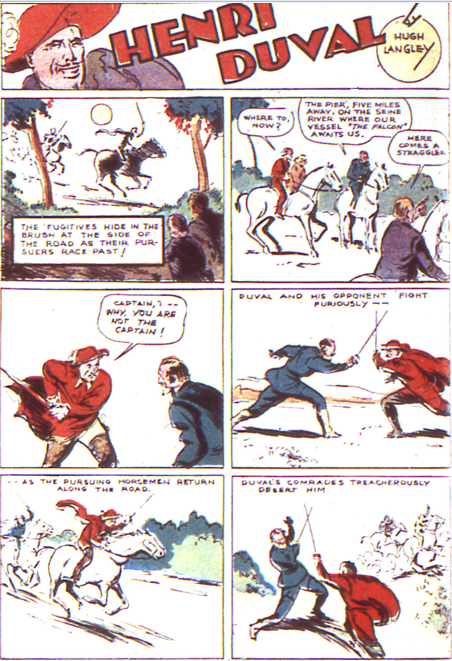 HENRI
DUVAL
by
HUGH
LANGLEY
THE FUGITIVES HIDE IN THE
BRUSH AT THE SIDE OF
THE ROAD AS THEIR PUR-
SUERS RACE PAST!
WHERE TO,
NOW?
THE PIER, FIVE MILES
AWAY, ON THE SEINE
RIVER WHERE OUR
VESSEL "THE FALCON"
AWAITS US.
HERE
COMES A
STRAGGLER
CAPTAIN, I --
WHY, YOU ARE
NOT THE
CAPTAIN!
DUVAL AND HIS OPPONENT FIGHT
FURIOUSLY --
-- AS THE PURSUING HORSEMEN RETURN
ALONG THE ROAD.
DUVAL'S COMRADES TREACHEROUSLY
DESERT HIM